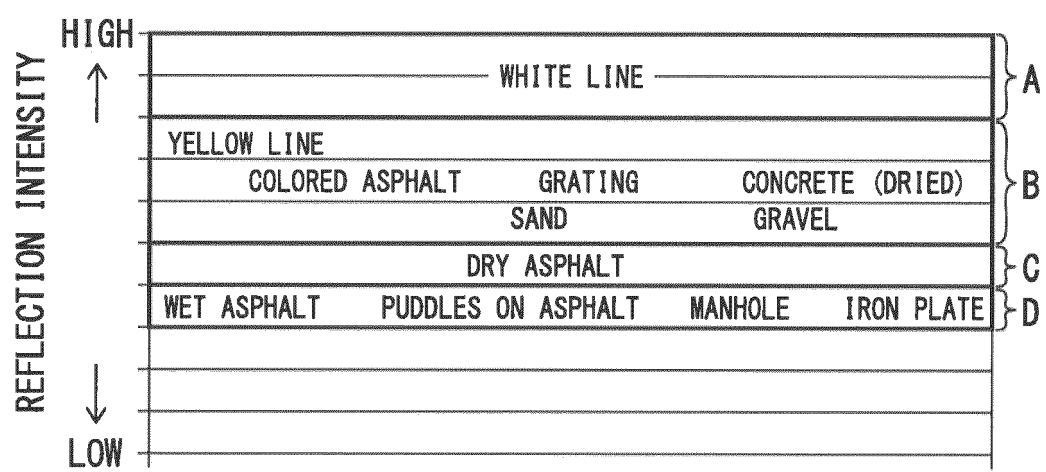 HIGH
WHITE LINE
A
YELLOW LINE
COLORED ASPHALT GRATING CONCRETE (DRIED)
B
SAND GRAVEL
DRY ASPHALT
C
WET ASPHALT PUDDLES ON ASPHALT MANHOLE IRON PLATE
D
LOW
REFLECTION INTENSITY